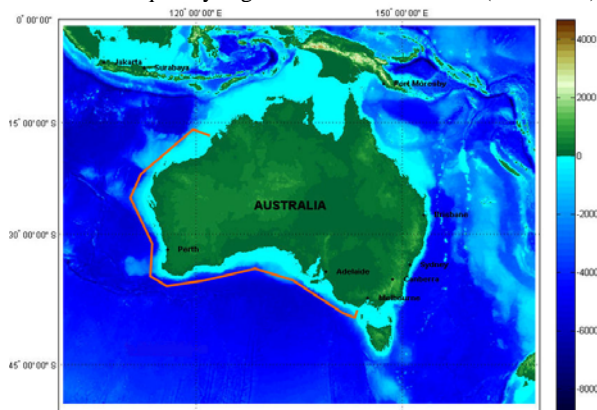 120° 00' 00" E
150° 00' 00" E
0° 00' 00" S
Jakarta
Surabaya
Port Moresby
15° 00' 00" S
AUSTRALIA
Brisbane
30° 00' 00" S
Perth
Adelaide
Sydney
Canberra
Melbourne
45° 00' 00" S
4000
2000
0
-2000
-4000
-6000
-8000